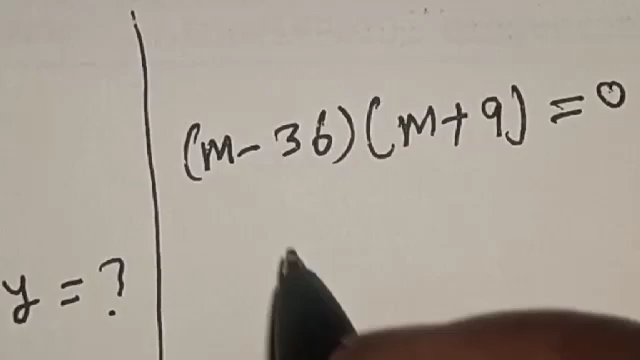 (m - 36)(m + 9) = 0
y = ?